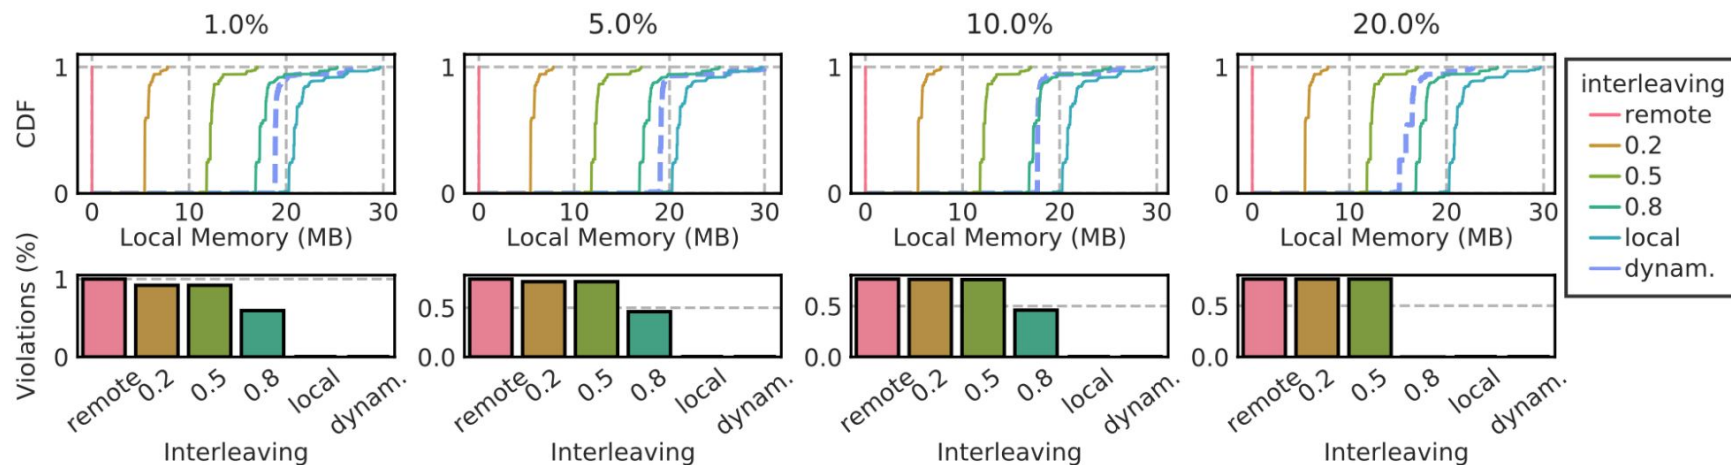 1.0% 5.0% 10.0% 20.0%
CDF
1 1 1 1
0 0 0 0
0 10 20 30 0 10 20 30 0 10 20 30 0 10 20 30
Local Memory (MB) Local Memory (MB) Local Memory (MB) Local Memory (MB)
interleaving
remote
0.2
0.5
0.8
local
dynam.
Violations (%)
1 0.5 0.5 0.5
0 0.0 0.0 0.0
remote 0.2 0.5 0.8 local dynam. remote 0.2 0.5 0.8 local dynam. remote 0.2 0.5 0.8 local dynam. remote 0.2 0.5 0.8 local dynam.
Interleaving Interleaving Interleaving Interleaving